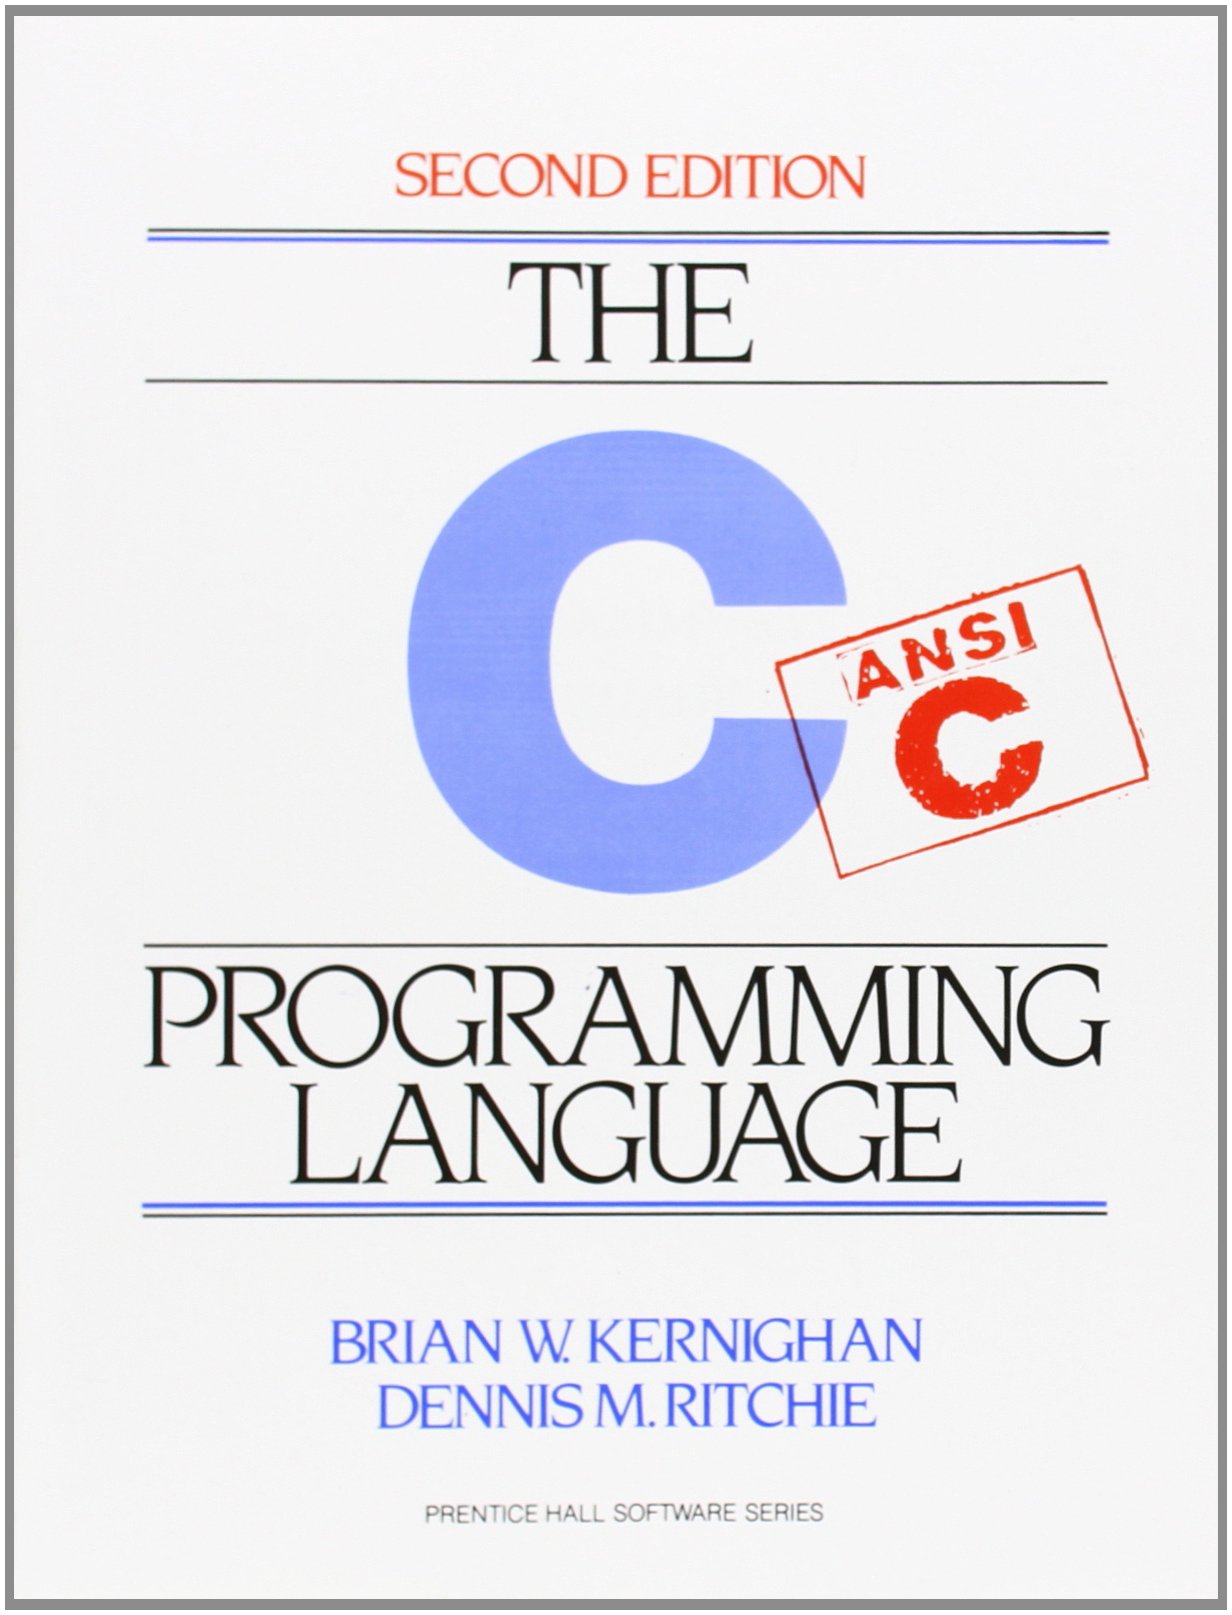 SECOND EDITION
THE
C
ANSI
C
PROGRAMMING
LANGUAGE
BRIAN W. KERNIGHAN
DENNIS M. RITCHIE
PRENTICE HALL SOFTWARE SERIES